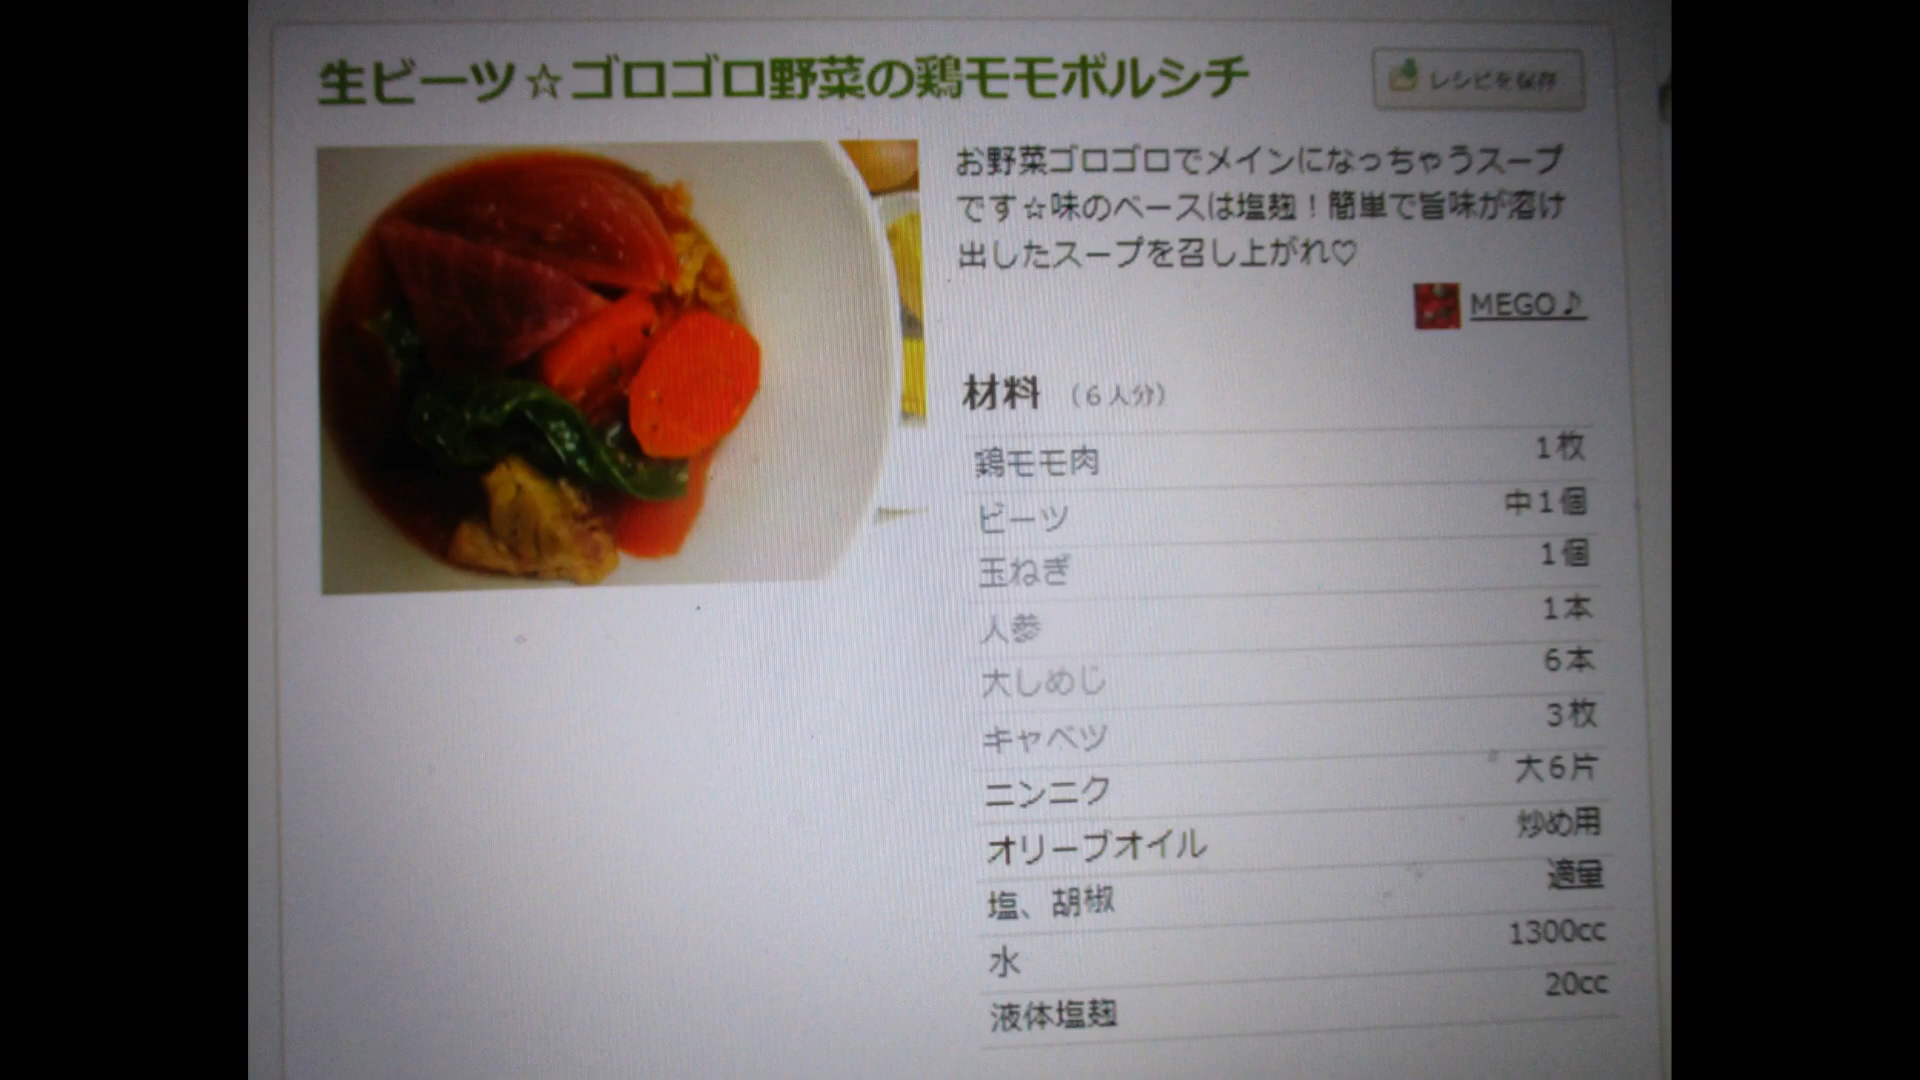 生ビーツ☆ゴロゴロ野菜の鶏モモボルシチ
レシピを保存
お野菜ゴロゴロでメインになっちゃうスープ
です☆味のベースは塩麹！簡単で旨味が溶け
出したスープを召し上がれ♡
MEGO♪
材料 （6人分）
鶏モモ肉 1枚
ビーツ 中1個
玉ねぎ 1個
人参 1本
大しめじ 6本
キャベツ 3枚
ニンニク 大6片
オリーブオイル 炒め用
塩、胡椒 適量
水 1300cc
液体塩麹 20cc